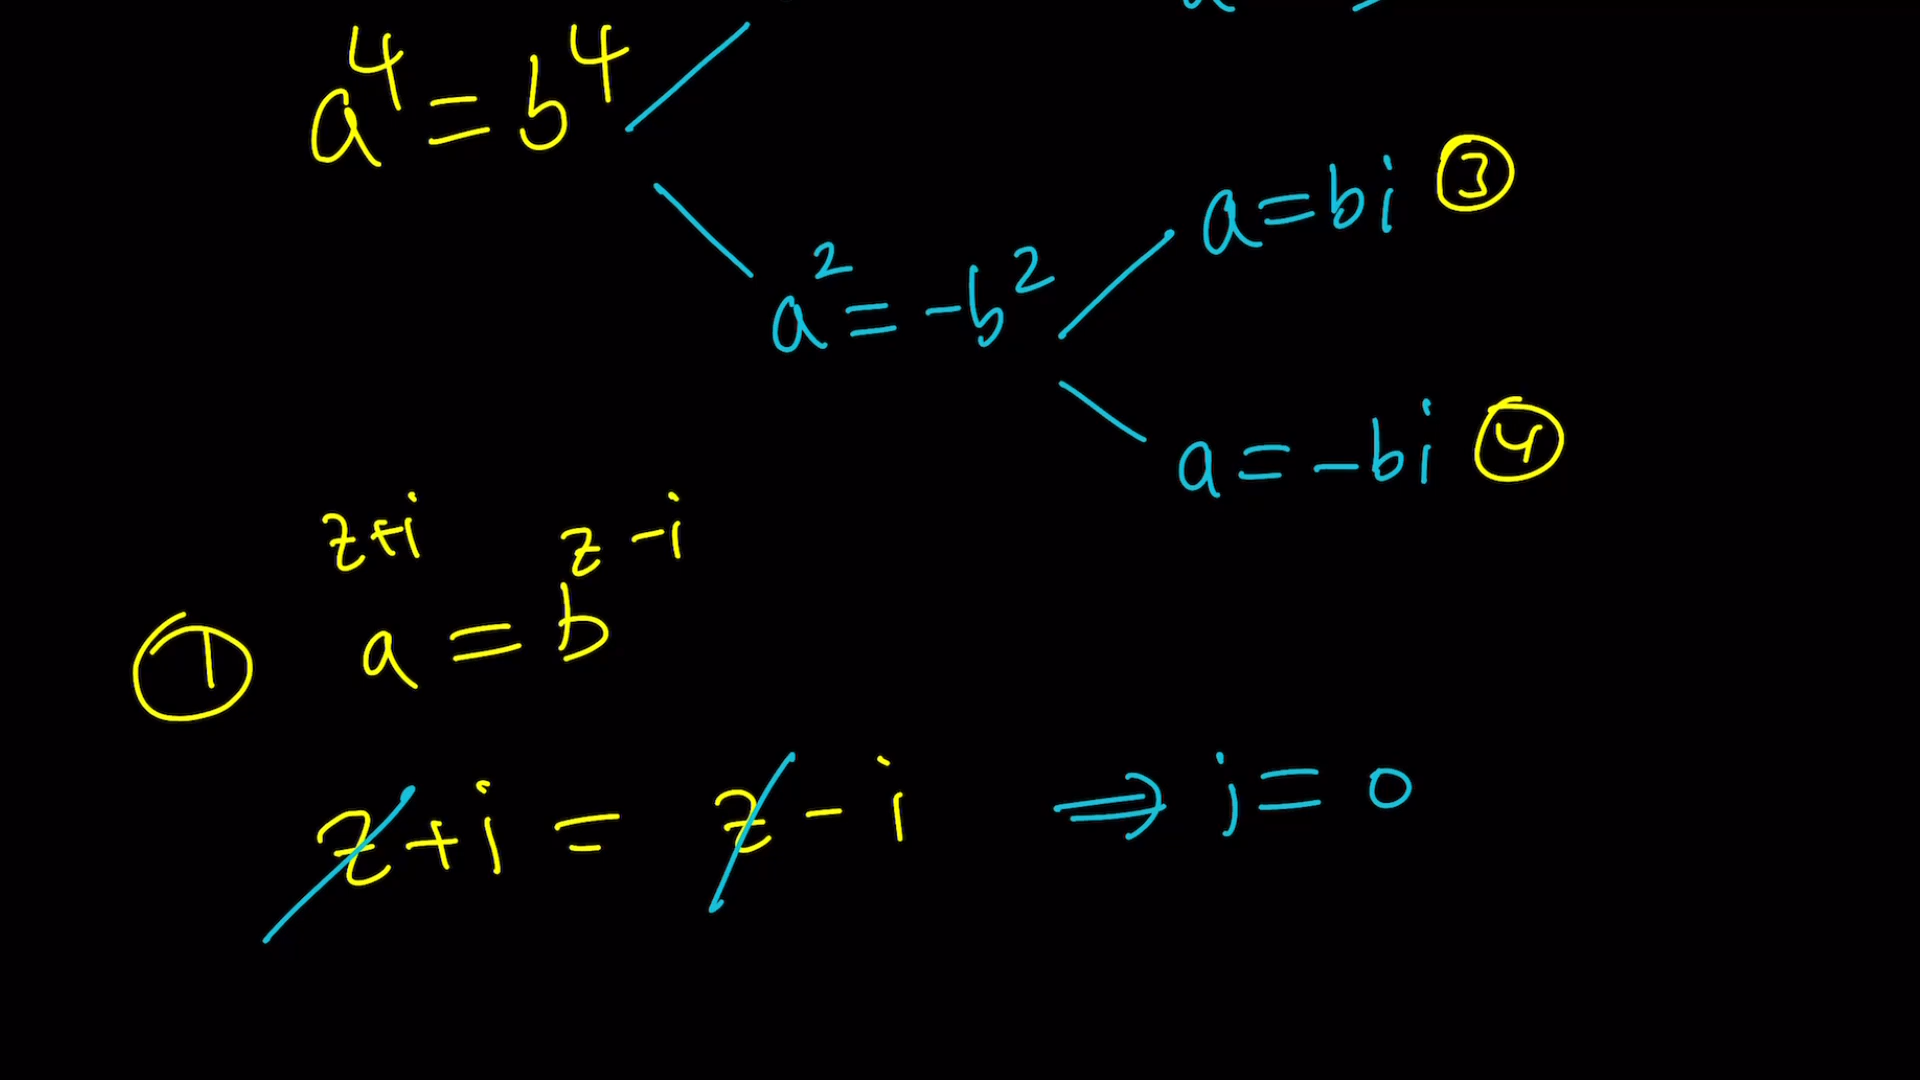 a⁴ = b⁴
a = bi ③
a² = -b²
a = -bi ④
z+i z-i
① a = b
z+i = z-i ⟹ i = 0